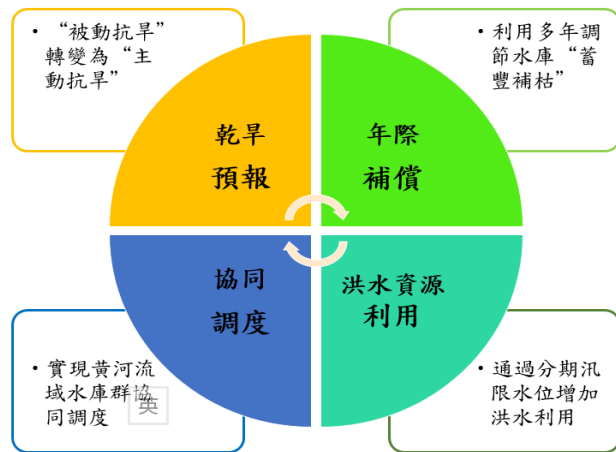 • “被動抗旱”
轉變為“主
動抗旱”
• 利用多年調
節水庫“蓄
豐補枯”
乾旱
預報
年際
補償
協同
調度
洪水資源
利用
• 實現黃河流
域水庫群協
同調度
英
• 通過分期汛
限水位增加
洪水利用